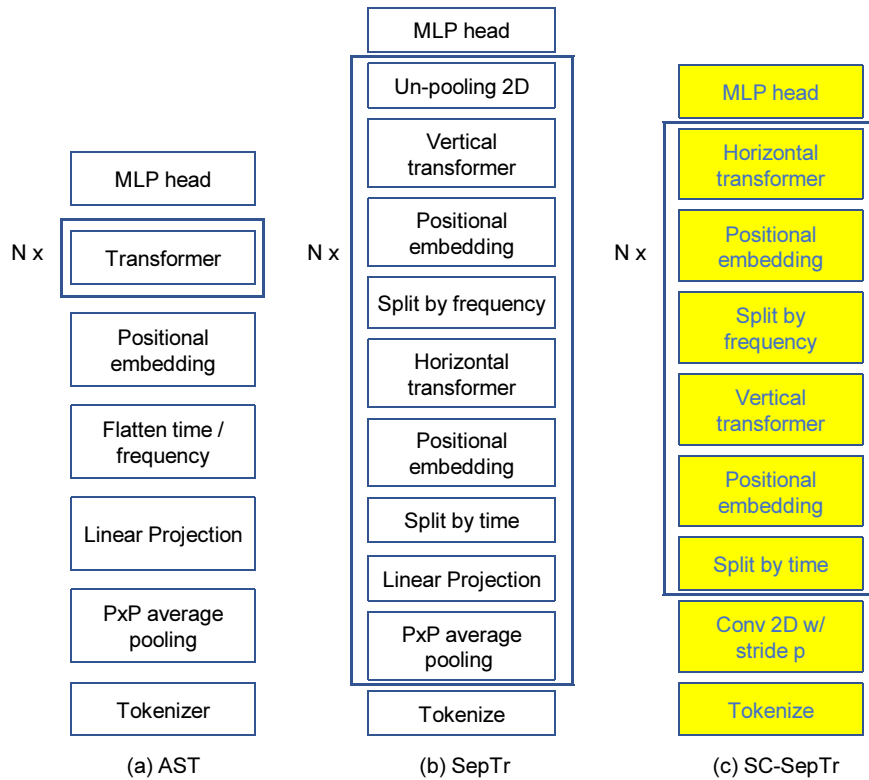 MLP head
N x
Transformer
Positional
embedding
Flatten time /
frequency
Linear Projection
PxP average
pooling
Tokenizer
(a) AST
MLP head
Un-pooling 2D
Vertical
transformer
Positional
embedding
N x
Split by frequency
Horizontal
transformer
Positional
embedding
Split by time
Linear Projection
PxP average
pooling
Tokenize
(b) SepTr
MLP head
Horizontal
transformer
N x
Positional
embedding
Split by
frequency
Vertical
transformer
Positional
embedding
Split by time
Conv 2D w/
stride p
Tokenize
(c) SC-SepTr